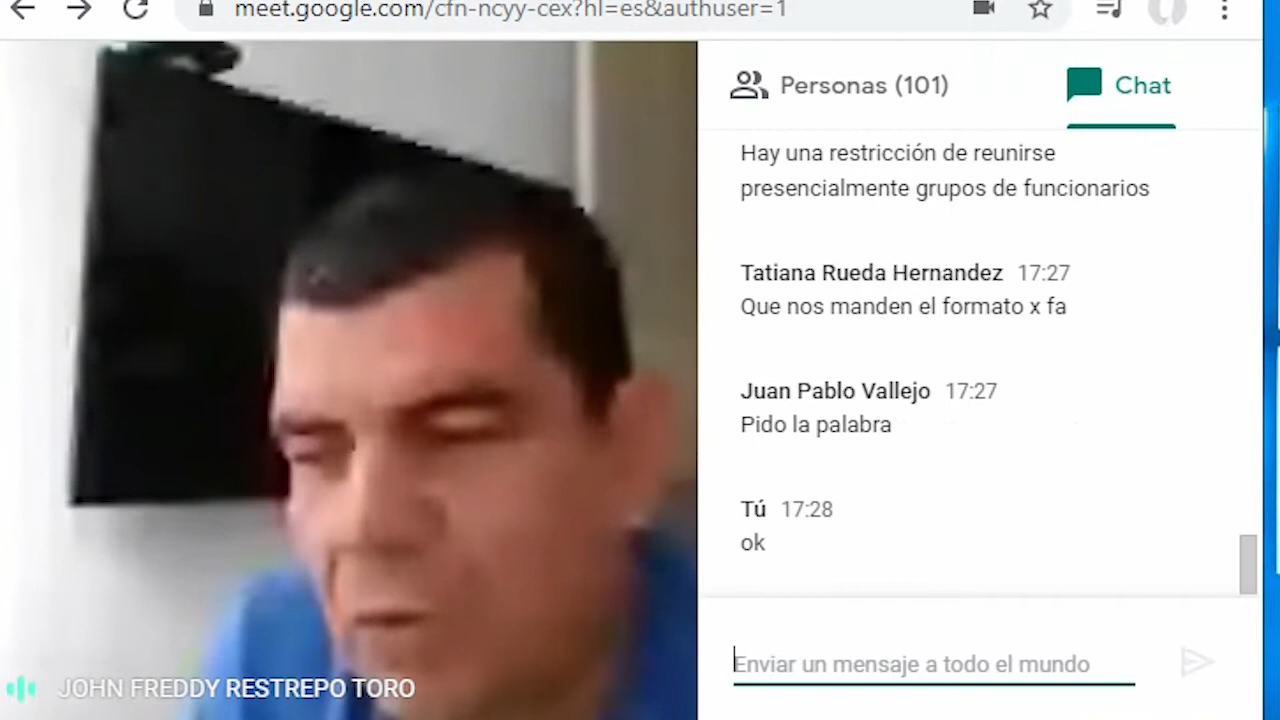 meet.google.com/cfn-ncyy-cex?hl=es&authuser=1
Personas (101)
Chat
Hay una restricción de reunirse
presencialmente grupos de funcionarios
Tatiana Rueda Hernandez 17:27
Que nos manden el formato x fa
Juan Pablo Vallejo 17:27
Pido la palabra
Tú 17:28
ok
Enviar un mensaje a todo el mundo
JOHN FREDDY RESTREPO TORO